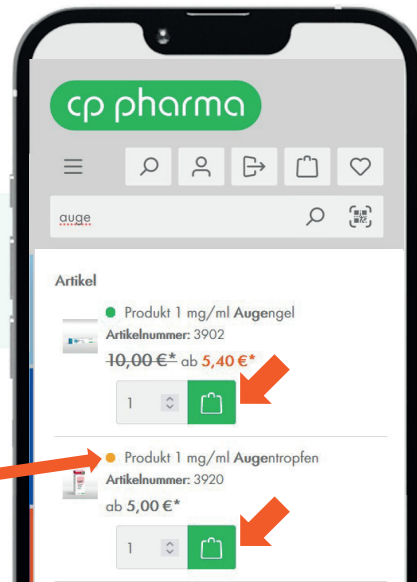 cp pharma
auge
Artikel
Produkt 1 mg/ml Augengel
Artikelnummer: 3902
10,00 €* ab 5,40 €*
1
Produkt 1 mg/ml Augentropfen
Artikelnummer: 3920
ab 5,00 €*
1